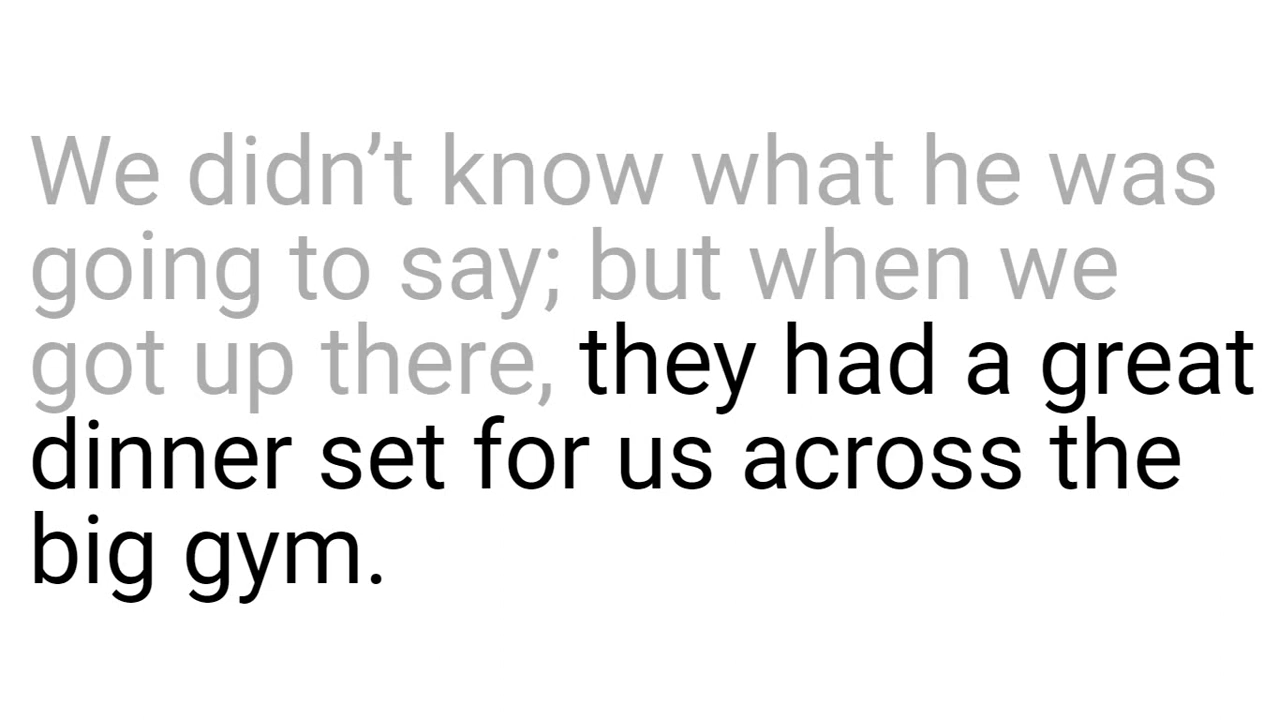 We didn’t know what he was
going to say; but when we
got up there, they had a great
dinner set for us across the
big gym.